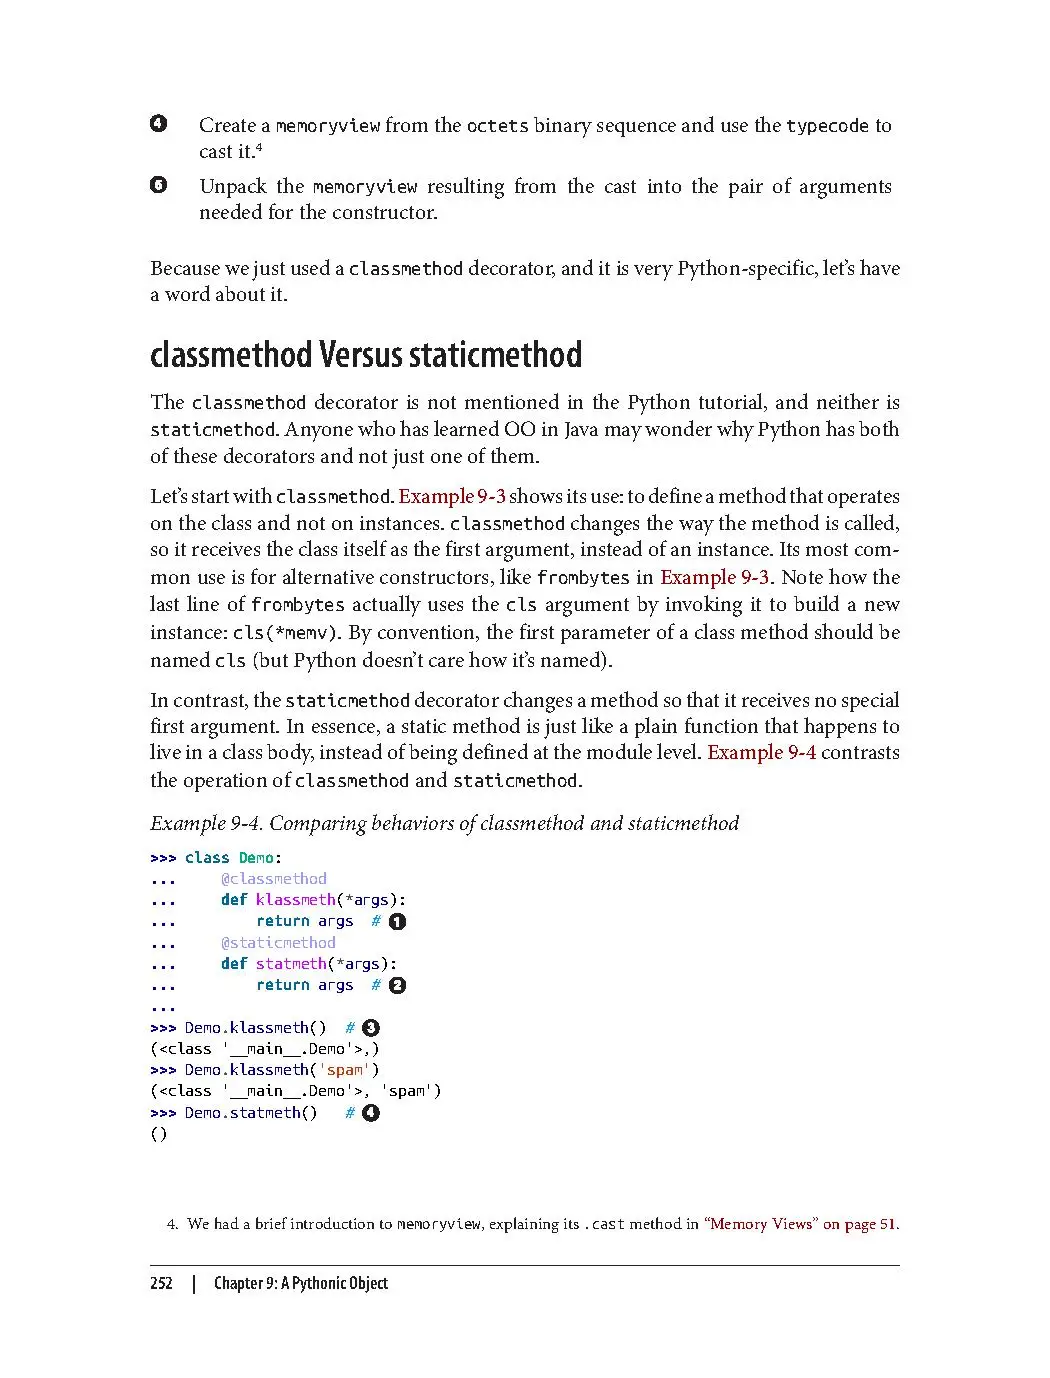 ❹ Create a memoryview from the octets binary sequence and use the typecode to
cast it.4
❺ Unpack the memoryview resulting from the cast into the pair of arguments
needed for the constructor.
Because we just used a classmethod decorator, and it is very Python-specific, let’s have
a word about it.
classmethod Versus staticmethod
The classmethod decorator is not mentioned in the Python tutorial, and neither is
staticmethod. Anyone who has learned OO in Java may wonder why Python has both
of these decorators and not just one of them.
Let’s start with classmethod. Example 9-3 shows its use: to define a method that operates
on the class and not on instances. classmethod changes the way the method is called,
so it receives the class itself as the first argument, instead of an instance. Its most com-
mon use is for alternative constructors, like frombytes in Example 9-3. Note how the
last line of frombytes actually uses the cls argument by invoking it to build a new
instance: cls(*memv). By convention, the first parameter of a class method should be
named cls (but Python doesn’t care how it’s named).
In contrast, the staticmethod decorator changes a method so that it receives no special
first argument. In essence, a static method is just like a plain function that happens to
live in a class body, instead of being defined at the module level. Example 9-4 contrasts
the operation of classmethod and staticmethod.
Example 9-4. Comparing behaviors of classmethod and staticmethod
>>> class Demo:
...     @classmethod
...     def klassmeth(*args):
...         return args  # ❶
...     @staticmethod
...     def statmeth(*args):
...         return args  # ❷
...
>>> Demo.klassmeth()  # ❸
(<class '__main__.Demo'>,)
>>> Demo.klassmeth('spam')
(<class '__main__.Demo'>, 'spam')
>>> Demo.statmeth()   # ❹
()
4. We had a brief introduction to memoryview, explaining its .cast method in “Memory Views” on page 51.
252 | Chapter 9: A Pythonic Object